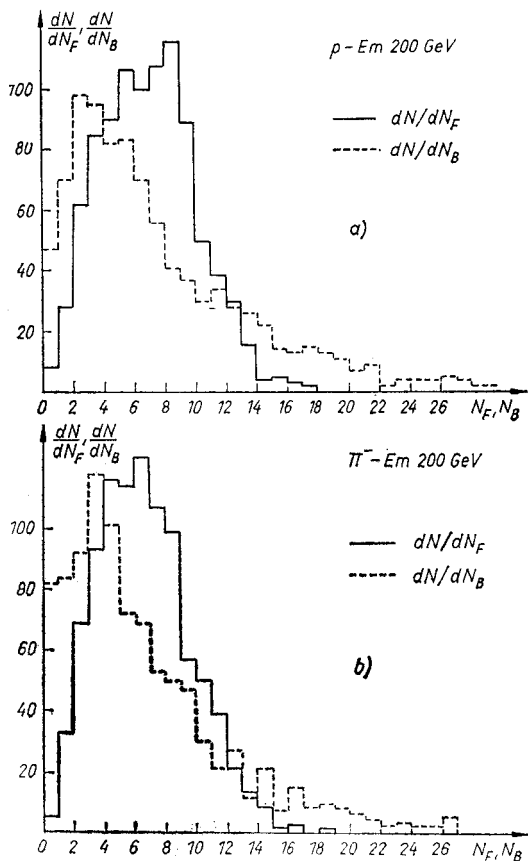 dN/dN_F, dN/dN_B
p-Em 200 GeV
dN/dN_F
dN/dN_B
a)
100
80
60
40
20
0 2 4 6 8 10 12 14 16 18 20 22 24 26 N_F, N_B
dN/dN_F, dN/dN_B
π⁻-Em 200 GeV
dN/dN_F
dN/dN_B
b)
100
80
60
40
20
0 2 4 6 8 10 12 14 16 18 20 22 24 26 N_F, N_B